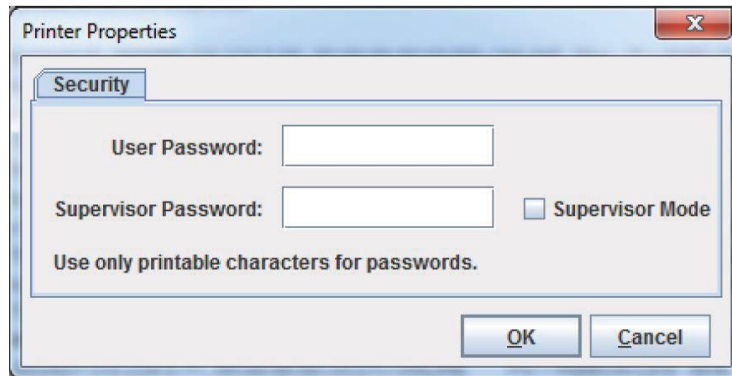 Printer Properties
Security
User Password:
Supervisor Password:
Supervisor Mode
Use only printable characters for passwords.
OK
Cancel